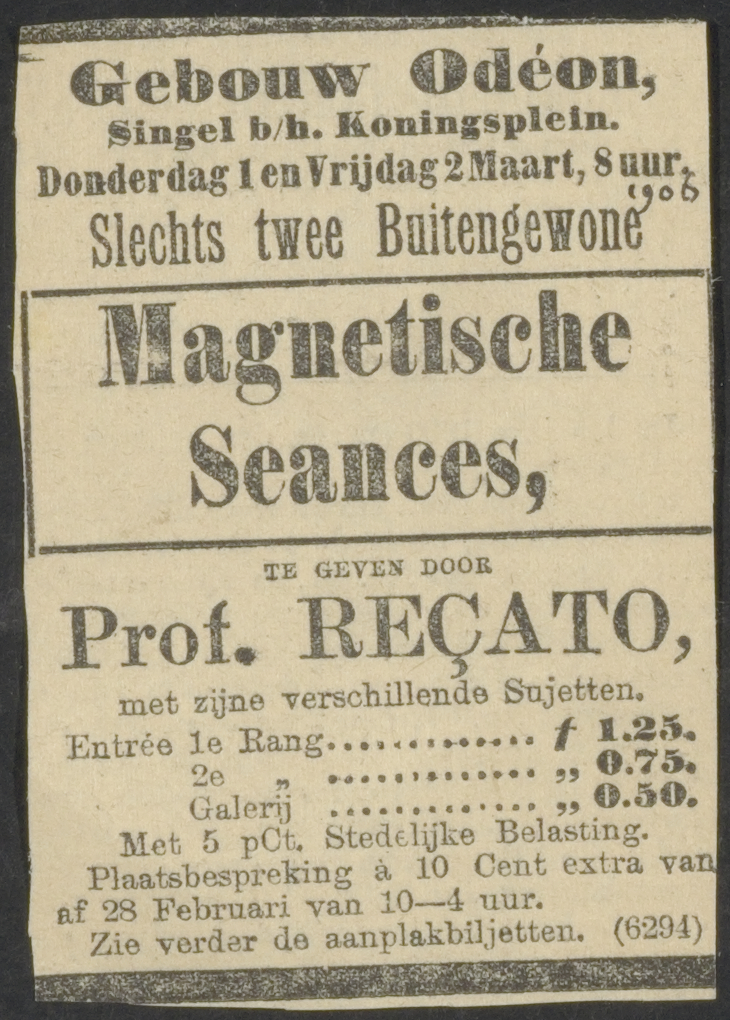 Gebouw Odéon,
Singel b/h. Koningsplein.
Donderdag 1 en Vrijdag 2 Maart, 8 uur.
1906
Slechts twee Buitengewone
Magnetische
Seances,
TE GEVEN DOOR
Prof. REÇATO,
met zijne verschillende Sujetten.
Entrée 1e Rang.............. f 1.25.
2e „ .............. „ 0.75.
Galerij .............. „ 0.50.
Met 5 pCt. Stedelijke Belasting.
Plaatsbespreking à 10 Cent extra van
af 28 Februari van 10—4 uur.
Zie verder de aanplakbiljetten. (6294)